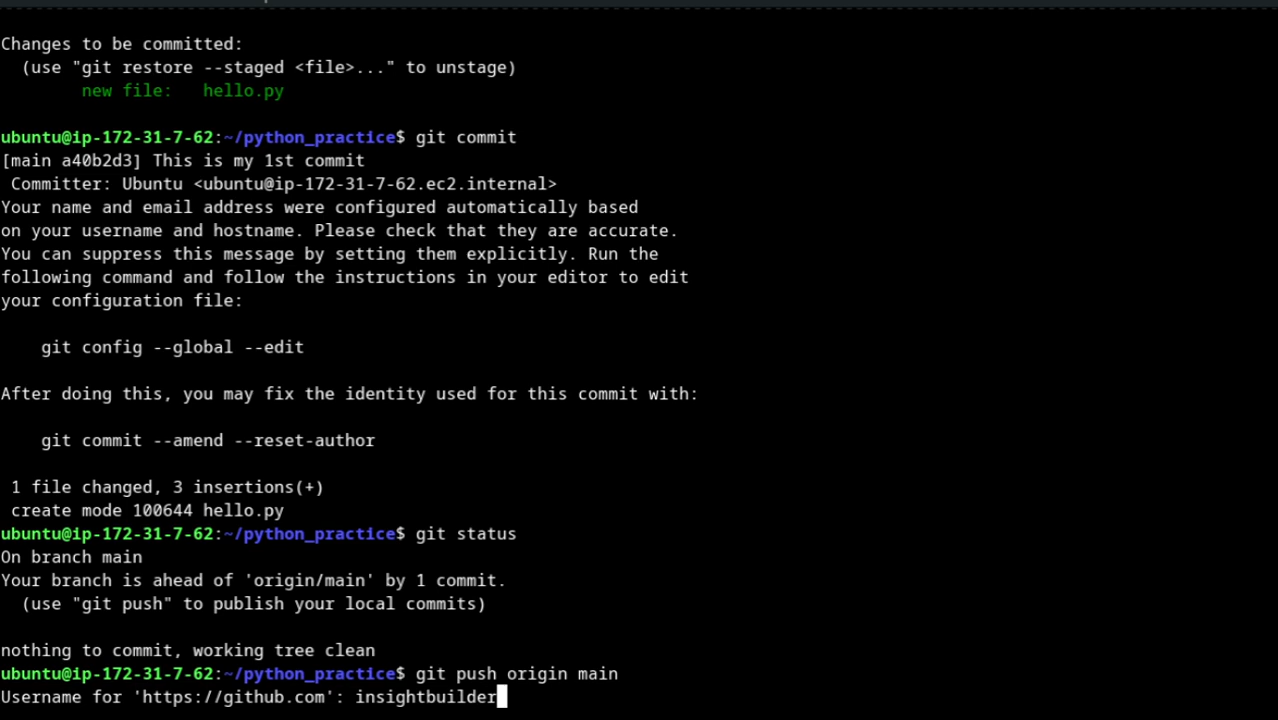 Changes to be committed:
  (use "git restore --staged <file>..." to unstage)
        new file:   hello.py

ubuntu@ip-172-31-7-62:~/python_practice$ git commit
[main a40b2d3] This is my 1st commit
 Committer: Ubuntu <ubuntu@ip-172-31-7-62.ec2.internal>
Your name and email address were configured automatically based
on your username and hostname. Please check that they are accurate.
You can suppress this message by setting them explicitly. Run the
following command and follow the instructions in your editor to edit
your configuration file:

    git config --global --edit

After doing this, you may fix the identity used for this commit with:

    git commit --amend --reset-author

 1 file changed, 3 insertions(+)
 create mode 100644 hello.py
ubuntu@ip-172-31-7-62:~/python_practice$ git status
On branch main
Your branch is ahead of 'origin/main' by 1 commit.
  (use "git push" to publish your local commits)

nothing to commit, working tree clean
ubuntu@ip-172-31-7-62:~/python_practice$ git push origin main
Username for 'https://github.com': insightbuilder